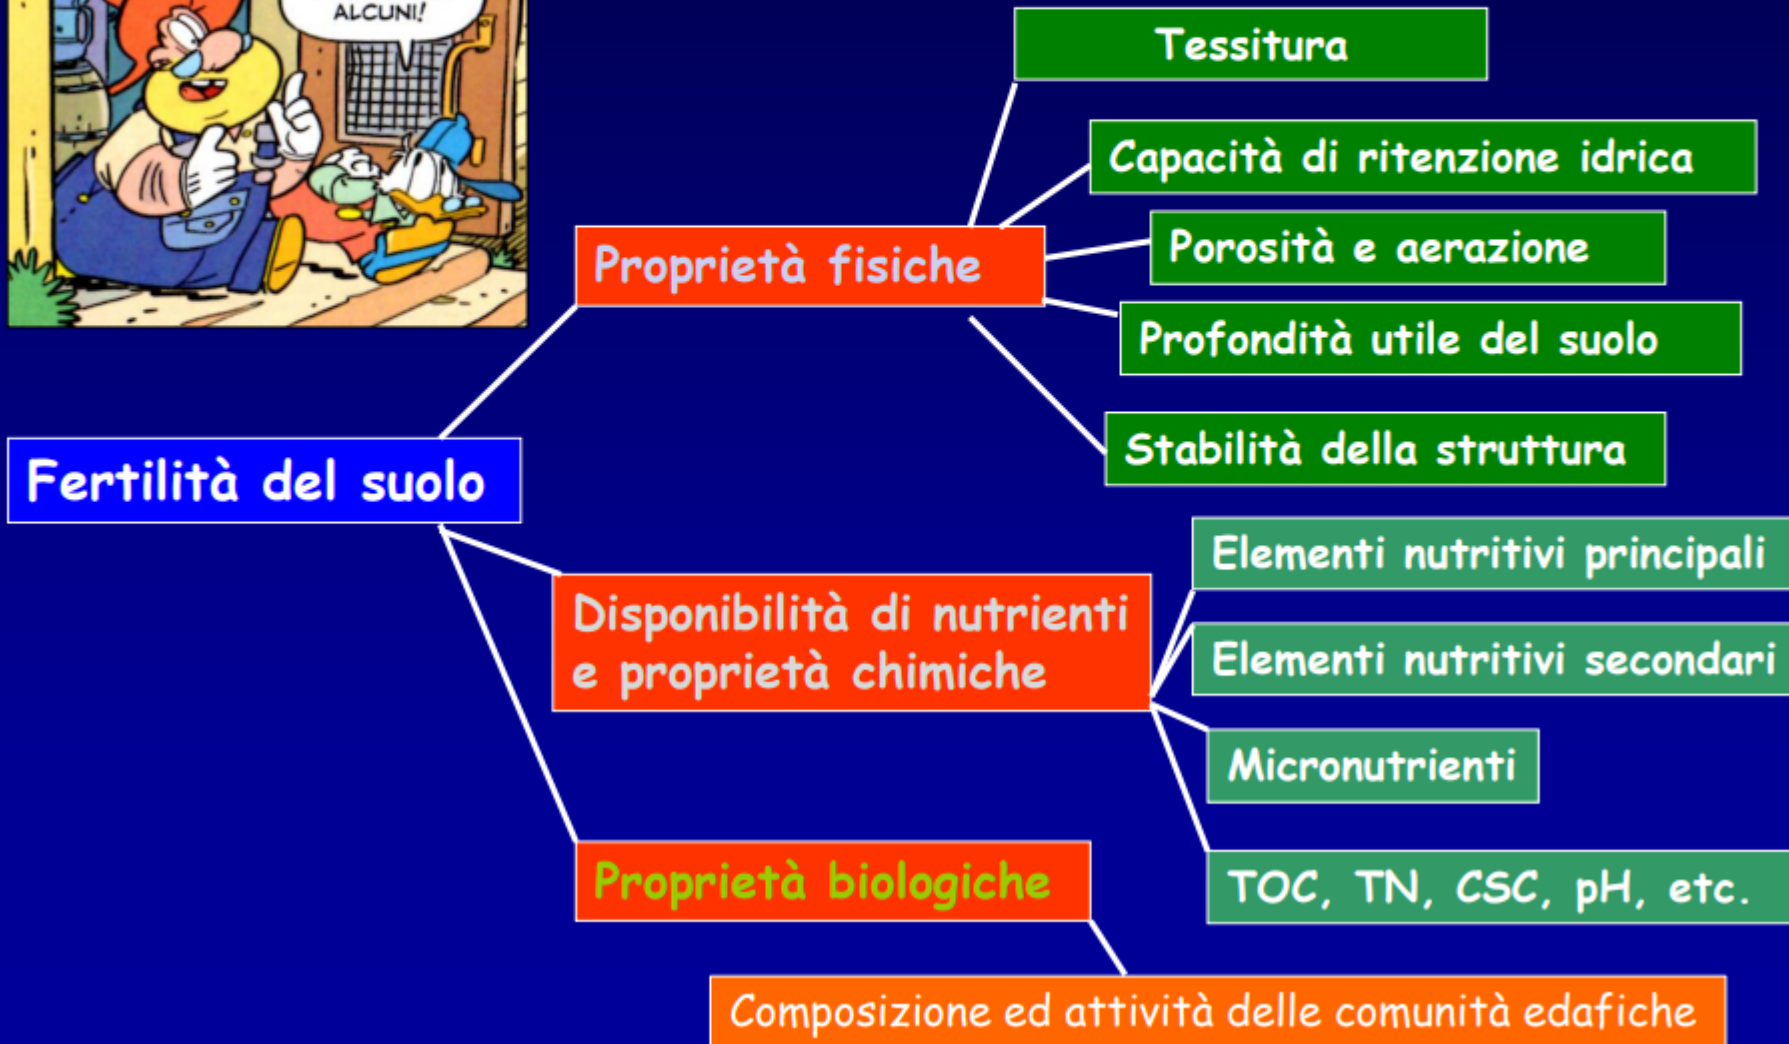 ALCUNI!
Tessitura
Capacità di ritenzione idrica
Porosità e aerazione
Proprietà fisiche
Profondità utile del suolo
Stabilità della struttura
Fertilità del suolo
Elementi nutritivi principali
Disponibilità di nutrienti
e proprietà chimiche
Elementi nutritivi secondari
Micronutrienti
TOC, TN, CSC, pH, etc.
Proprietà biologiche
Composizione ed attività delle comunità edafiche